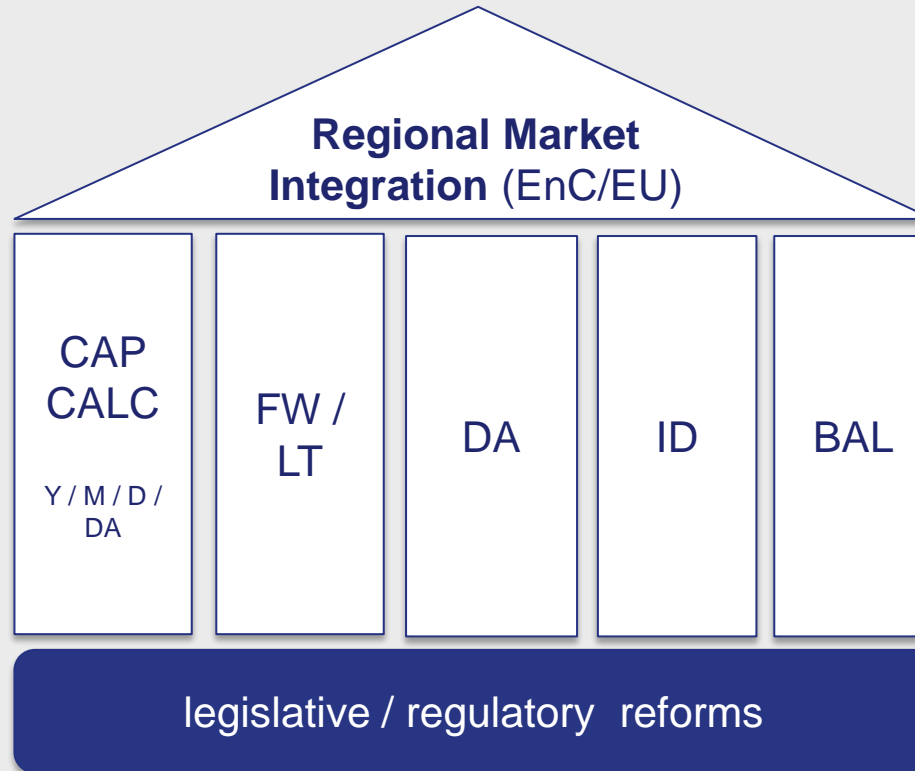 Regional Market
Integration (EnC/EU)
CAP
CALC
Y / M / D /
DA
FW /
LT
DA
ID
BAL
legislative / regulatory reforms